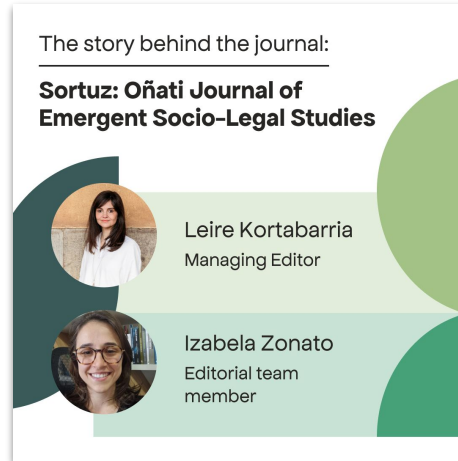 The story behind the journal:
Sortuz: Oñati Journal of
Emergent Socio-Legal Studies
Leire Kortabarria
Managing Editor
Izabela Zonato
Editorial team
member